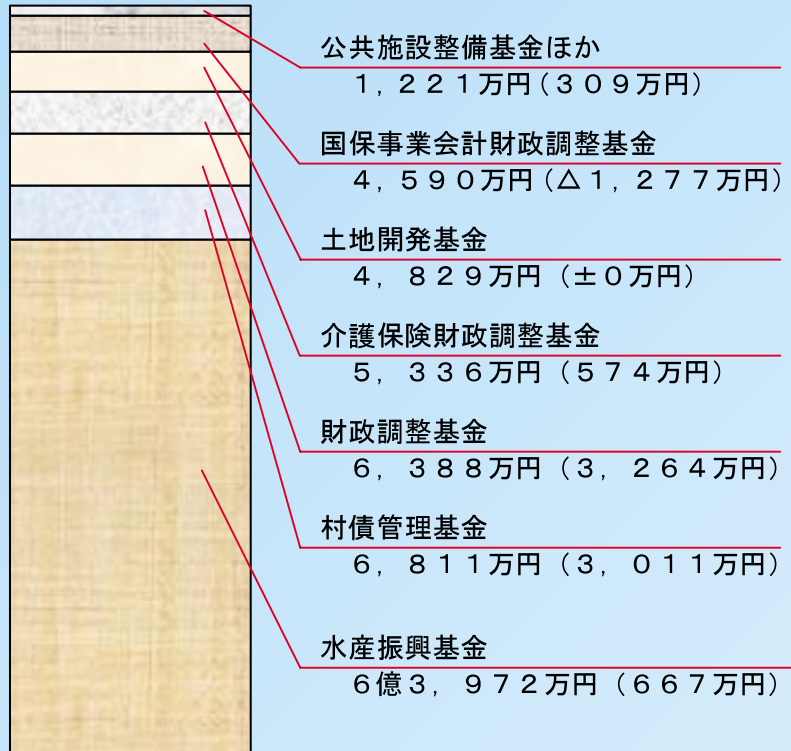 公共施設整備基金ほか
１，２２１万円（３０９万円）
国保事業会計財政調整基金
４，５９０万円（△１，２７７万円）
土地開発基金
４，８２９万円（±０万円）
介護保険財政調整基金
５，３３６万円（５７４万円）
財政調整基金
６，３８８万円（３，２６４万円）
村債管理基金
６，８１１万円（３，０１１万円）
水産振興基金
６億３，９７２万円（６６７万円）